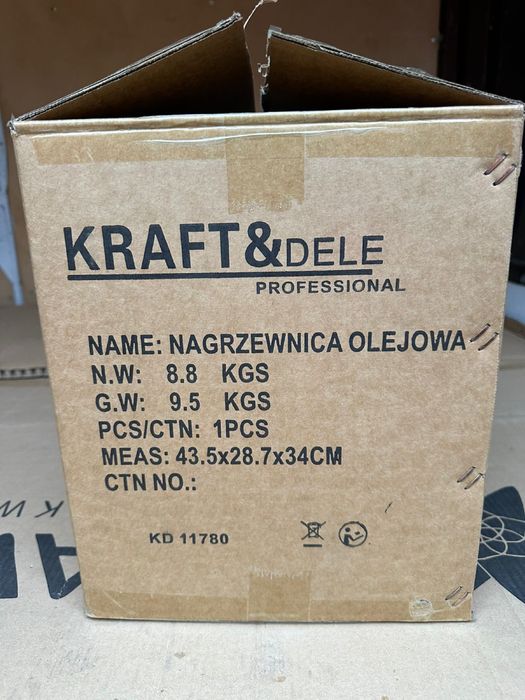 KRAFT&DELE
PROFESSIONAL
NAME: NAGRZEWNICA OLEJOWA
N.W: 8.8 KGS
G.W: 9.5 KGS
PCS/CTN: 1PCS
MEAS: 43.5x28.7x34CM
CTN NO.:
KD 11780